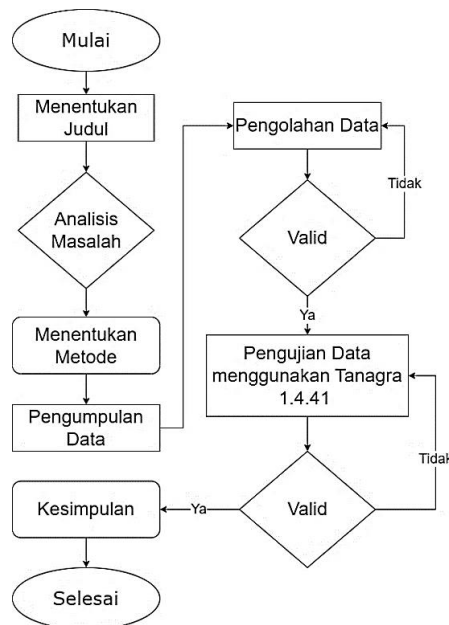 Mulai
Menentukan
Judul
Analisis
Masalah
Menentukan
Metode
Pengumpulan
Data
Pengolahan Data
Tidak
Valid
Ya
Pengujian Data
menggunakan Tanagra
1.4.41
Tidak
Valid
Ya
Kesimpulan
Selesai